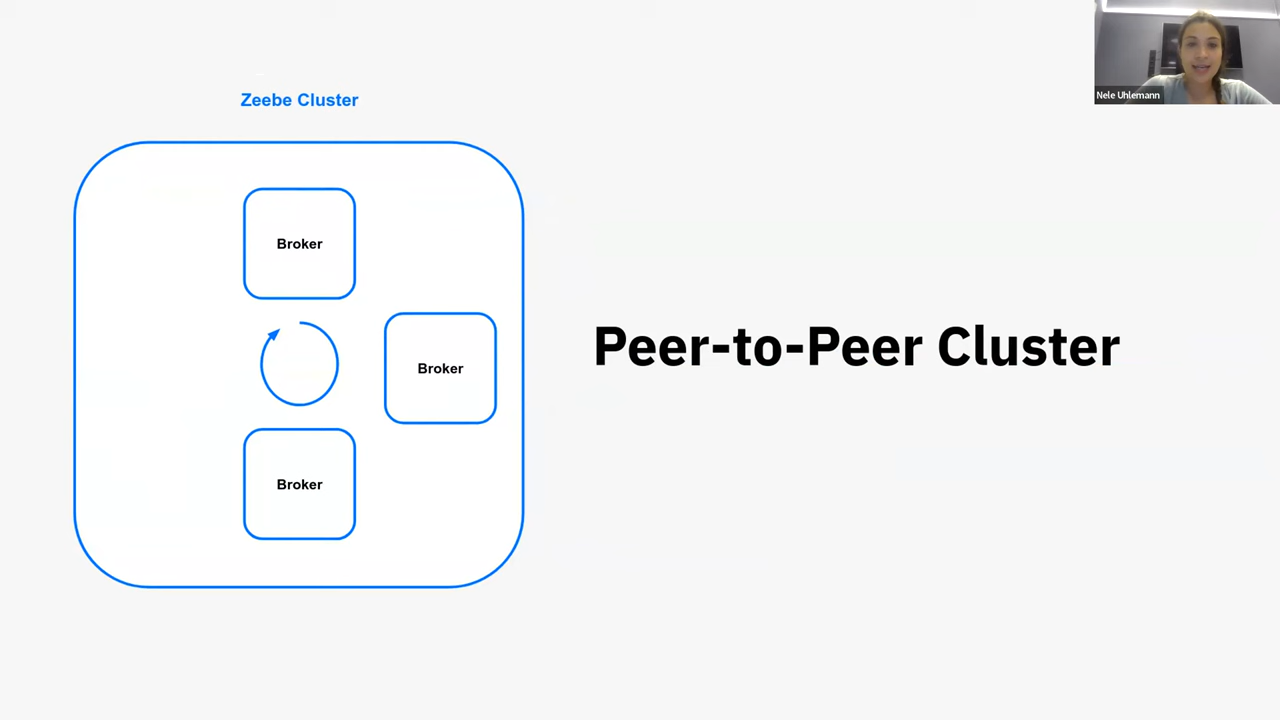 Zeebe Cluster
Broker
Broker
Broker
Peer-to-Peer Cluster
Nele Uhlemann